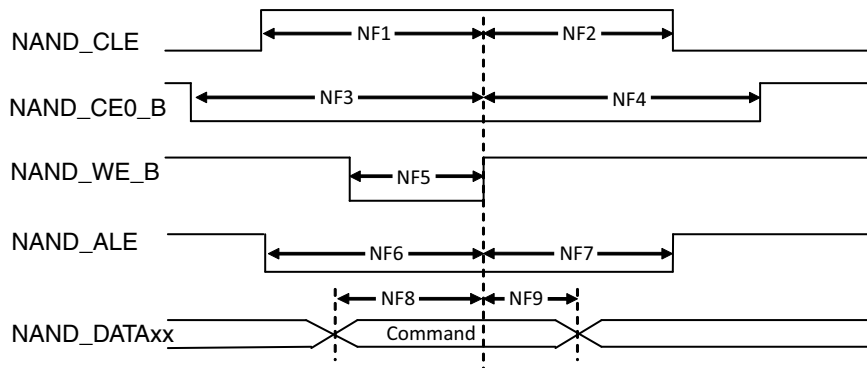 NAND_CLE
NF1
NF2
NAND_CE0_B
NF3
NF4
NAND_WE_B
NF5
NAND_ALE
NF6
NF7
NF8
NF9
NAND_DATAxx
Command